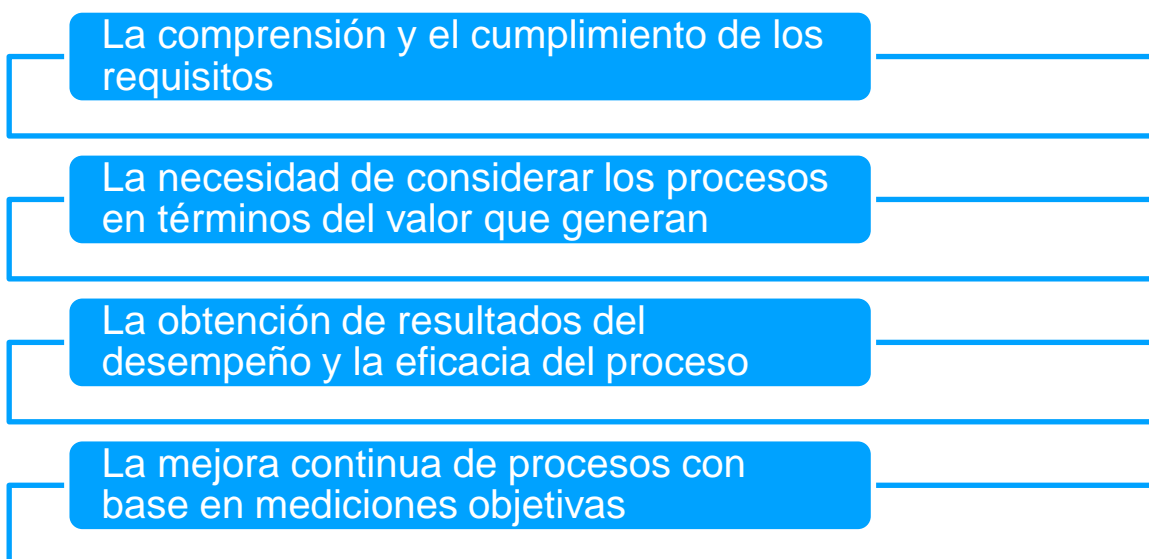 La comprensión y el cumplimiento de los
requisitos
La necesidad de considerar los procesos
en términos del valor que generan
La obtención de resultados del
desempeño y la eficacia del proceso
La mejora continua de procesos con
base en mediciones objetivas